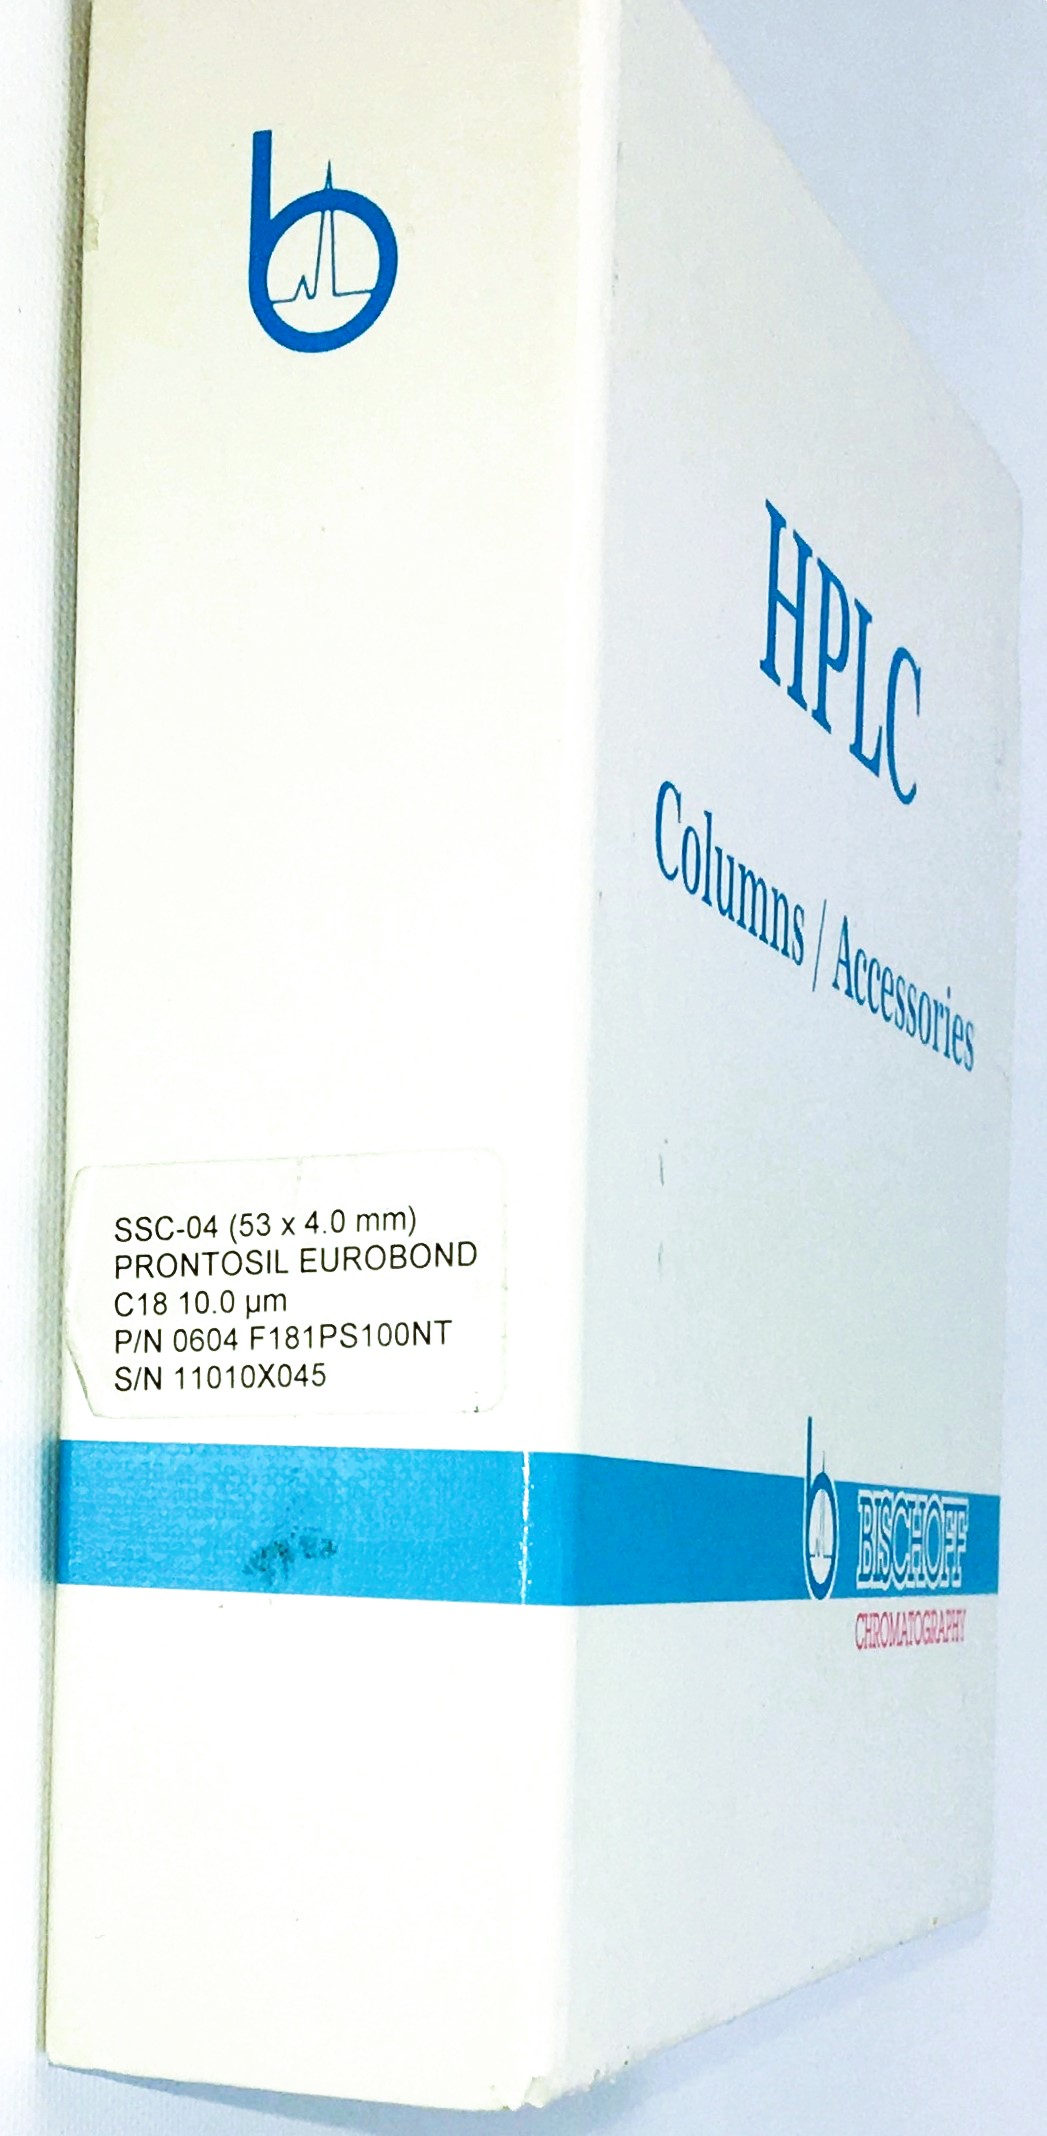 SSC-04 (53 x 4.0 mm)
PRONTOSIL EUROBOND
C18 10.0 µm
P/N 0604 F181PS100NT
S/N 11010X045
HPLC
Columns / Accessories
BISCHOFF
CHROMATOGRAPHY